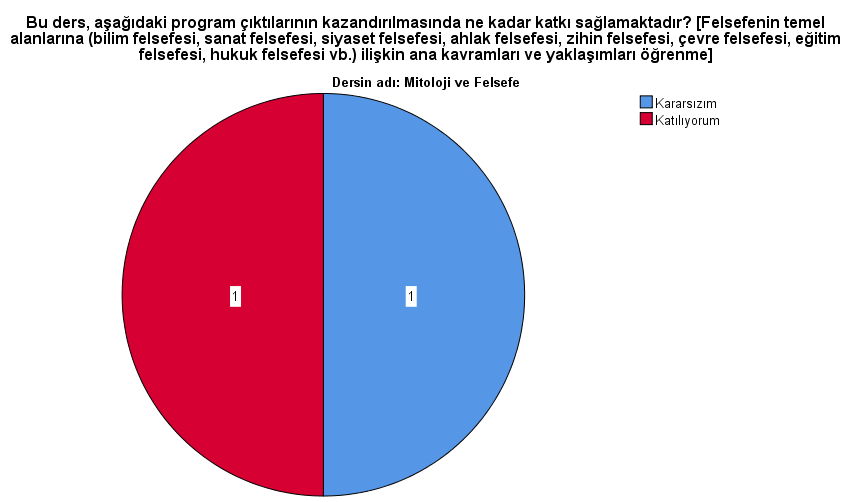 Bu ders, aşağıdaki program çıktılarının kazandırılmasında ne kadar katkı sağlamaktadır? [Felsefenin temel
alanlarına (bilim felsefesi, sanat felsefesi, siyaset felsefesi, ahlak felsefesi, zihin felsefesi, çevre felsefesi, eğitim
felsefesi, hukuk felsefesi vb.) ilişkin ana kavramları ve yaklaşımları öğrenme]
Dersin adı: Mitoloji ve Felsefe
Kararsızım
Katılıyorum
1
1